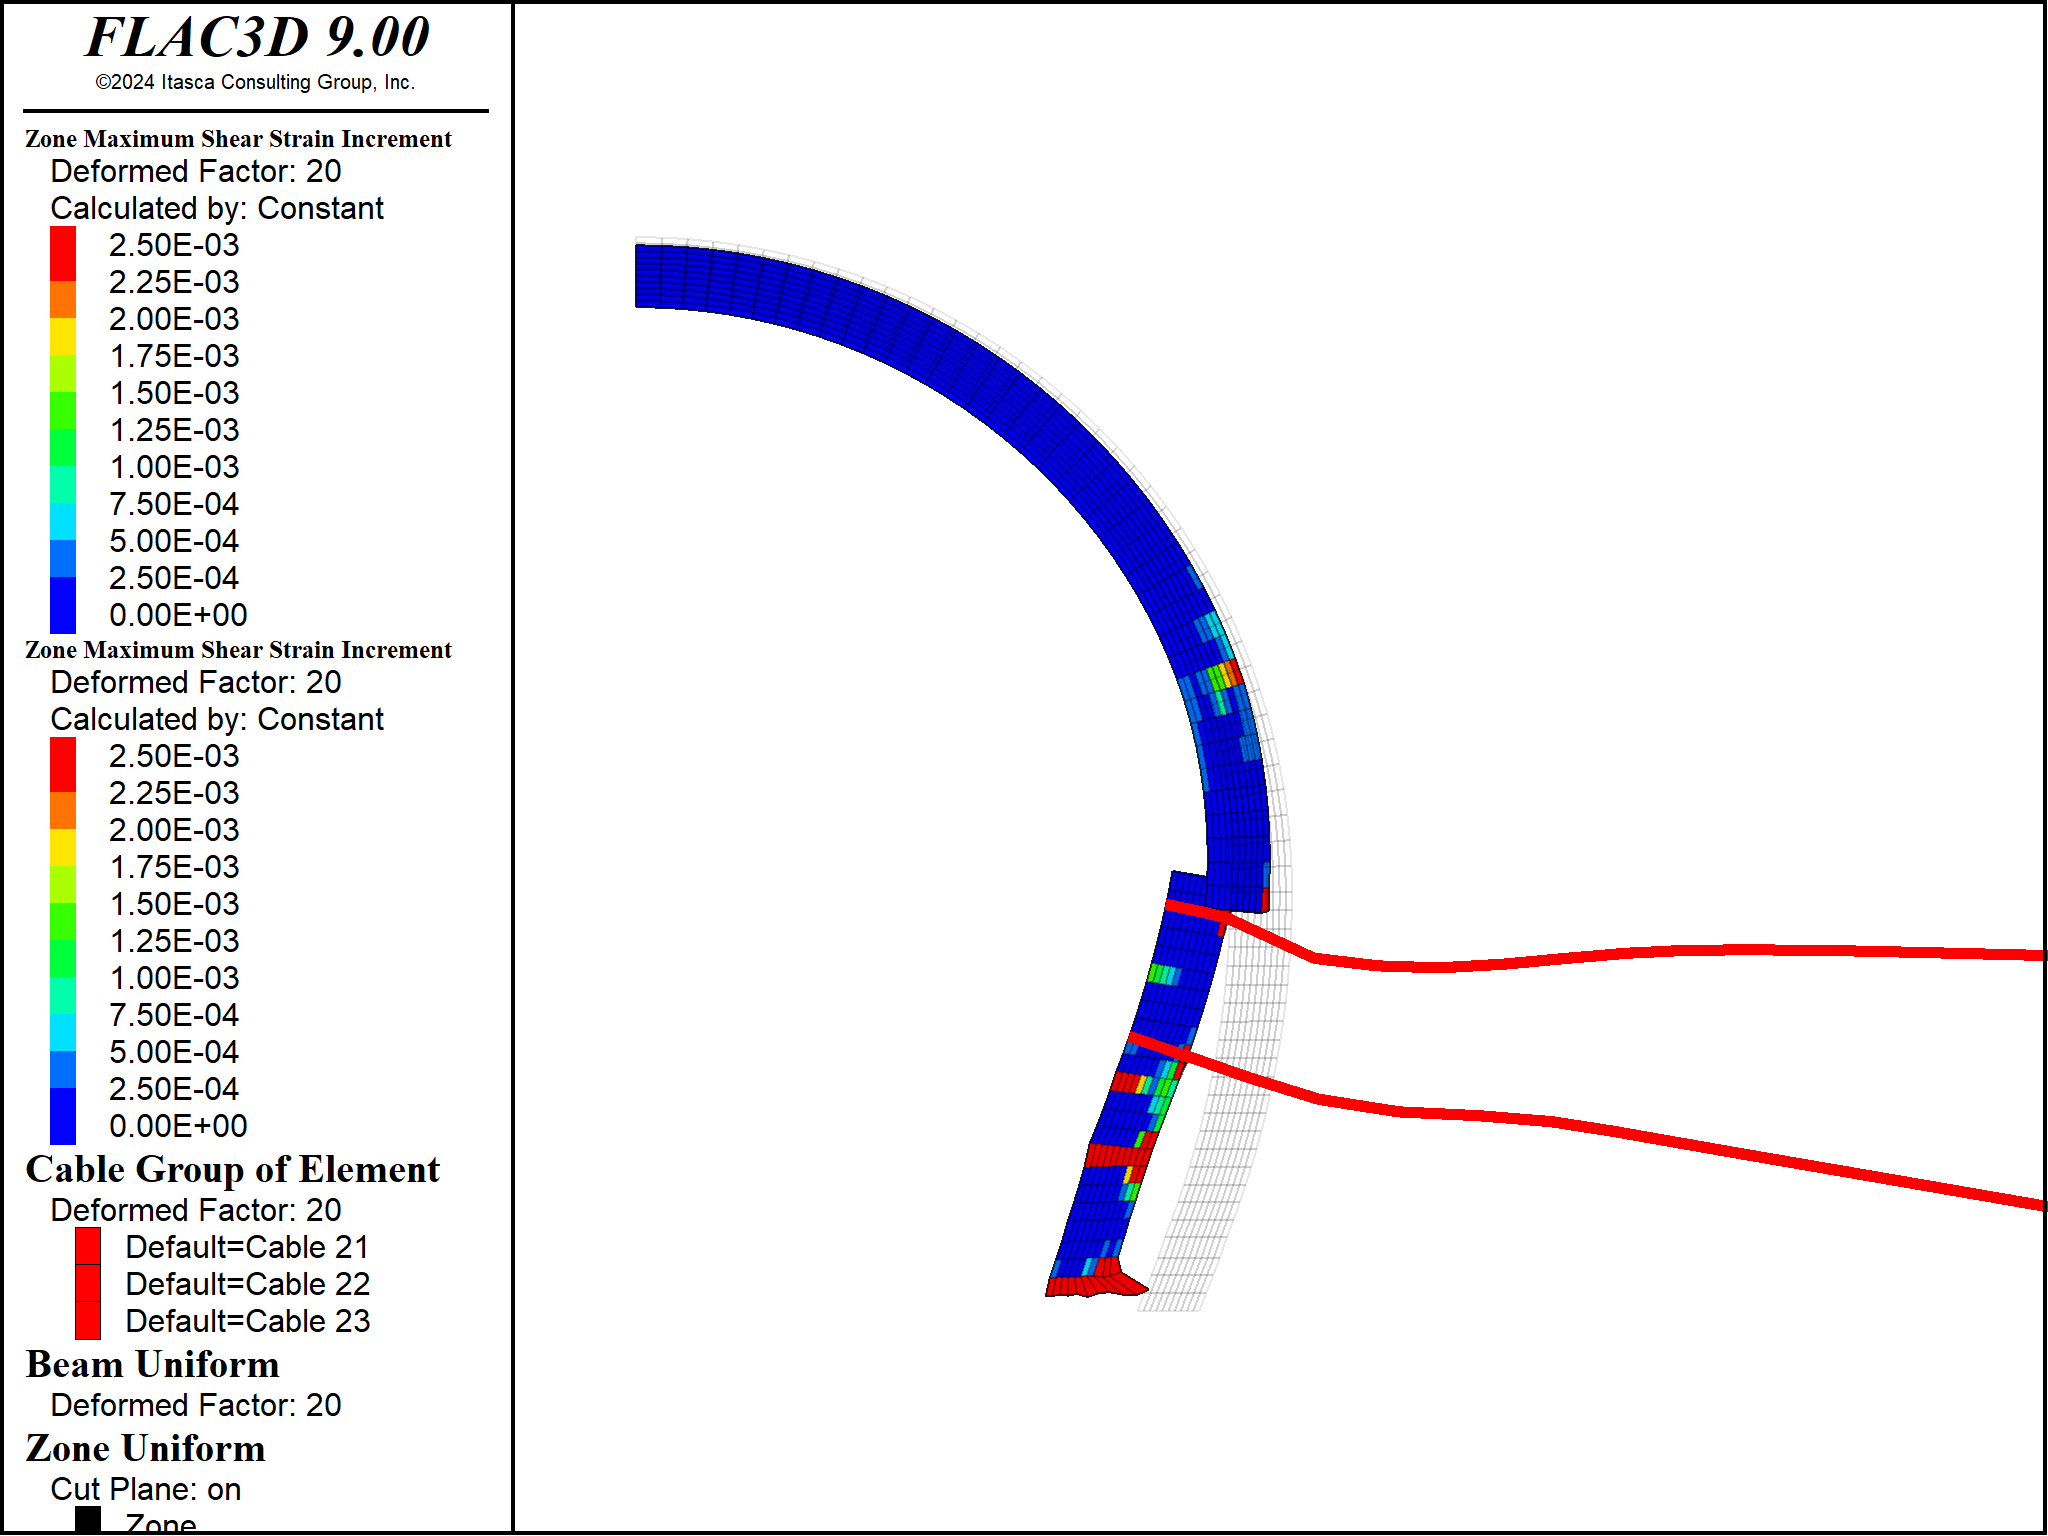 FLAC3D 9.00
©2024 Itasca Consulting Group, Inc.
Zone Maximum Shear Strain Increment
Deformed Factor: 20
Calculated by: Constant
2.50E-03
2.25E-03
2.00E-03
1.75E-03
1.50E-03
1.25E-03
1.00E-03
7.50E-04
5.00E-04
2.50E-04
0.00E+00
Zone Maximum Shear Strain Increment
Deformed Factor: 20
Calculated by: Constant
2.50E-03
2.25E-03
2.00E-03
1.75E-03
1.50E-03
1.25E-03
1.00E-03
7.50E-04
5.00E-04
2.50E-04
0.00E+00
Cable Group of Element
Deformed Factor: 20
Default=Cable 21
Default=Cable 22
Default=Cable 23
Beam Uniform
Deformed Factor: 20
Zone Uniform
Cut Plane: on
Zone